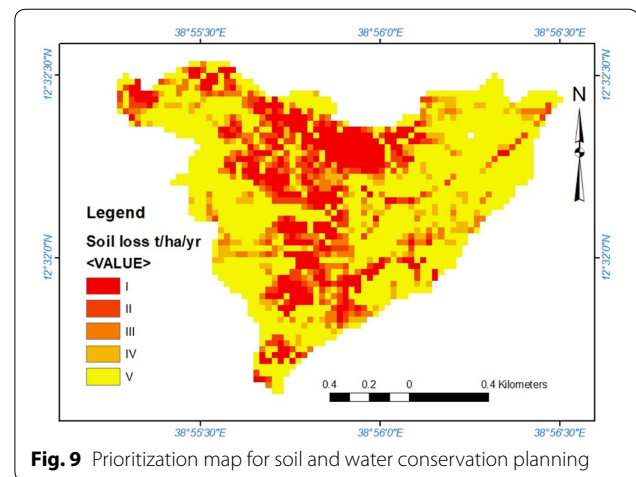 38°55'30"E
38°56'0"E
38°56'30"E
12°32'30"N
12°32'30"N
N
Legend
Soil loss t/ha/yr
<VALUE>
I
II
III
IV
V
12°32'0"N
12°32'0"N
0.4 0.2 0 0.4 Kilometers
38°55'30"E
38°56'0"E
38°56'30"E
Fig. 9 Prioritization map for soil and water conservation planning